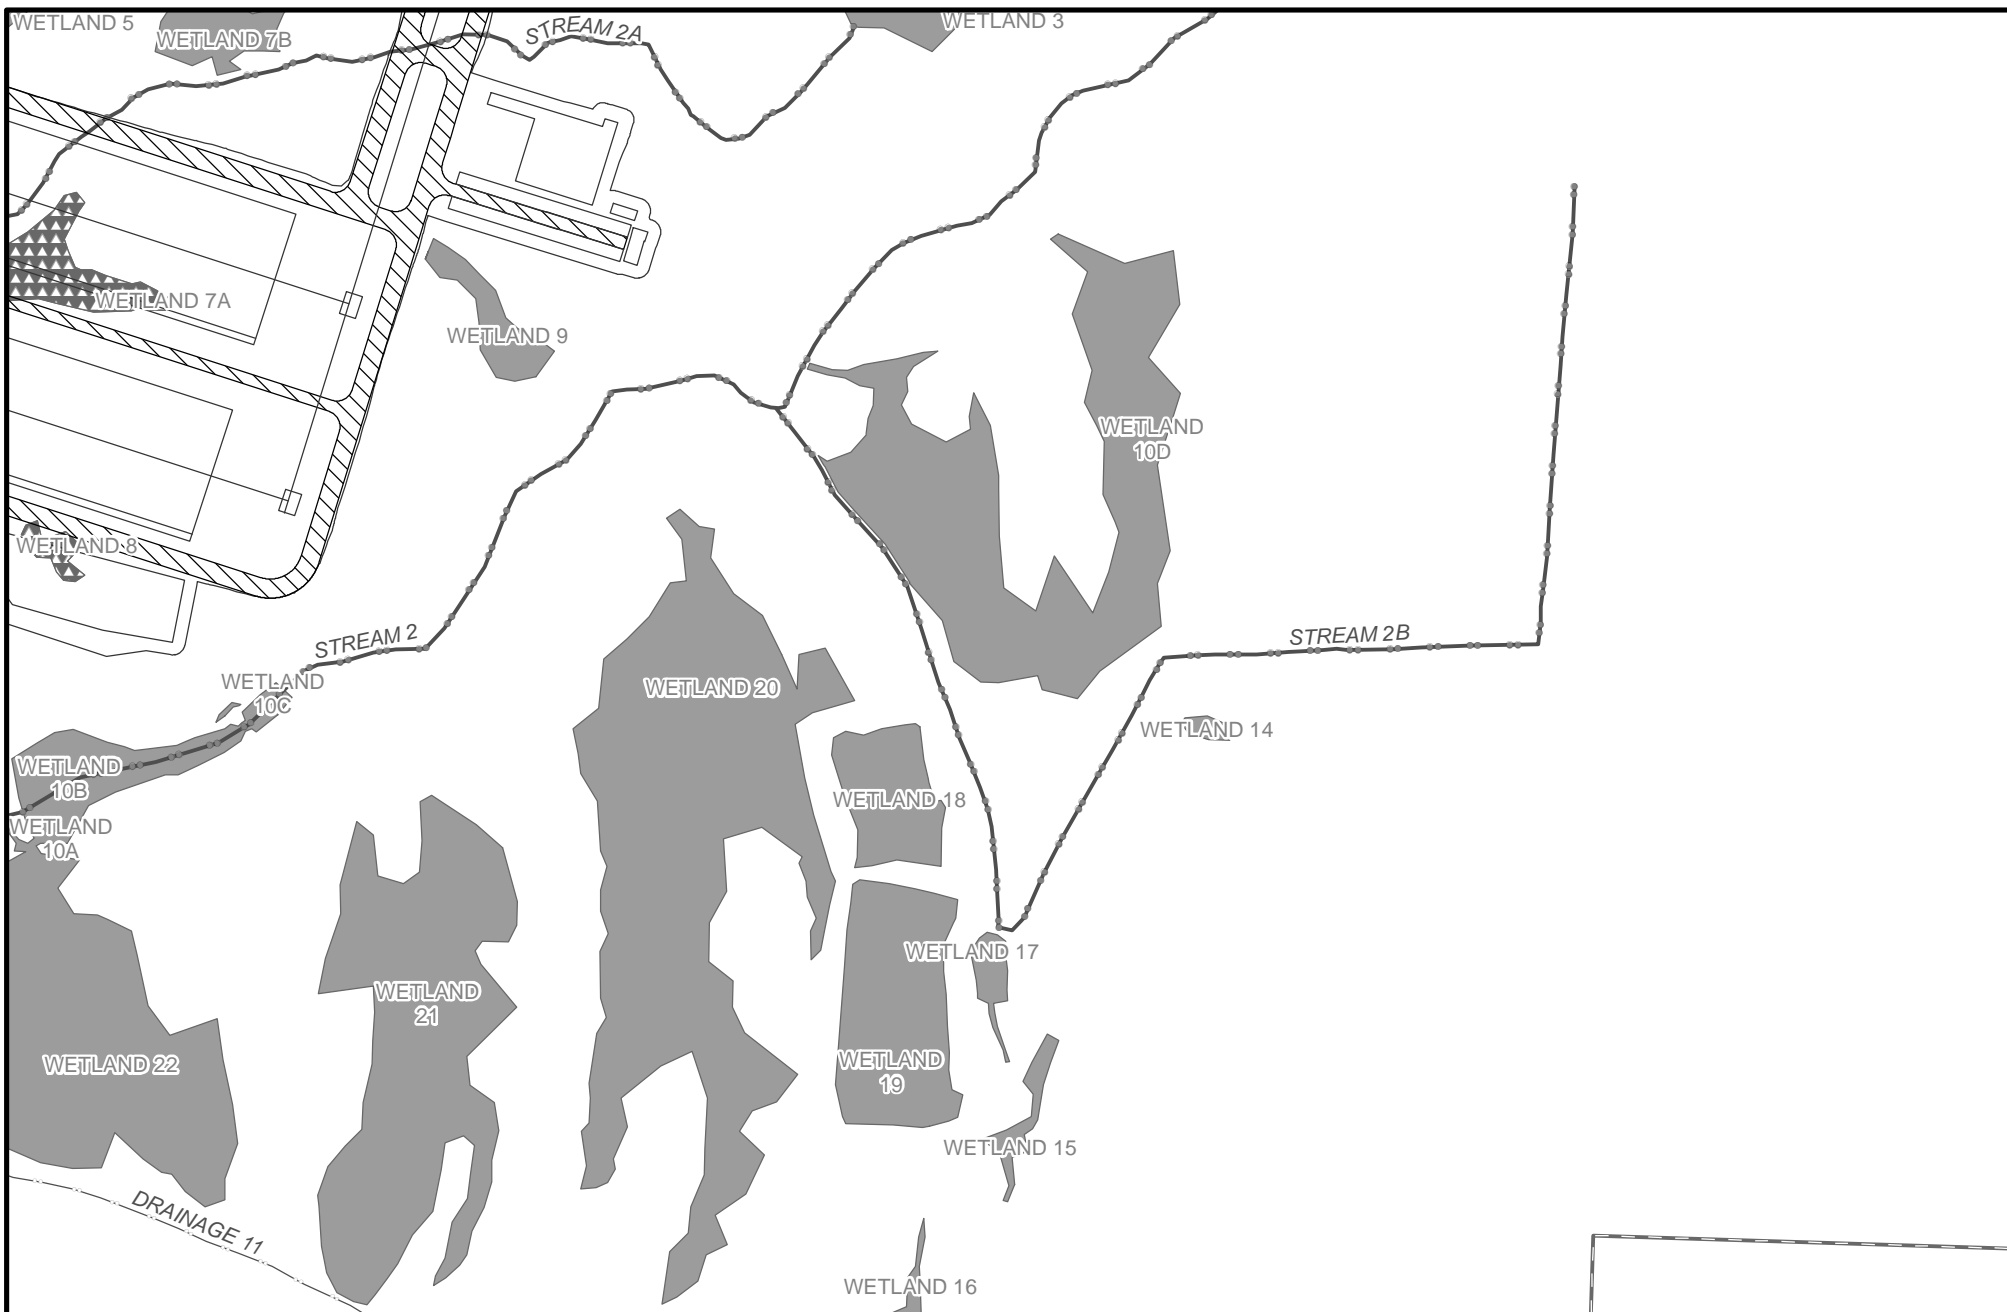 WETLAND 5
WETLAND 7B
STREAM 2A
WETLAND 3
WETLAND 7A
WETLAND 9
WETLAND
10D
WETLAND 8
STREAM 2
STREAM 2B
WETLAND
10C
WETLAND 20
WETLAND 14
WETLAND
10B
WETLAND 18
WETLAND
10A
WETLAND 17
WETLAND
21
WETLAND 22
WETLAND
19
WETLAND 15
DRAINAGE 11
WETLAND 16